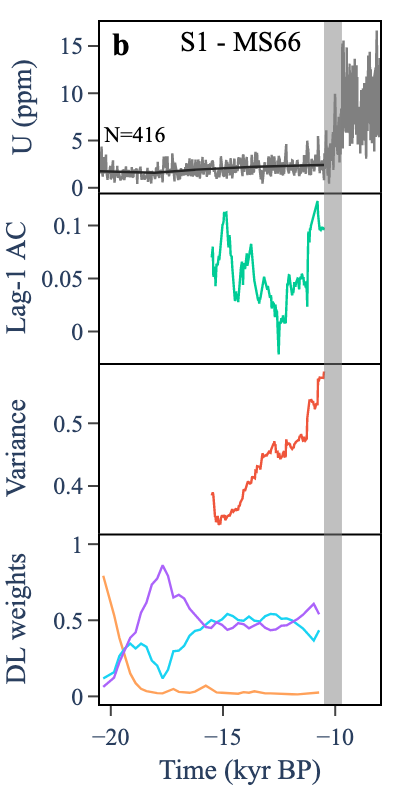 b S1 - MS66
U (ppm)
15
10
5
0
N=416
Lag-1 AC
0.1
0.05
0
Variance
0.5
0.4
DL weights
1
0.5
0
−20 −15 −10
Time (kyr BP)